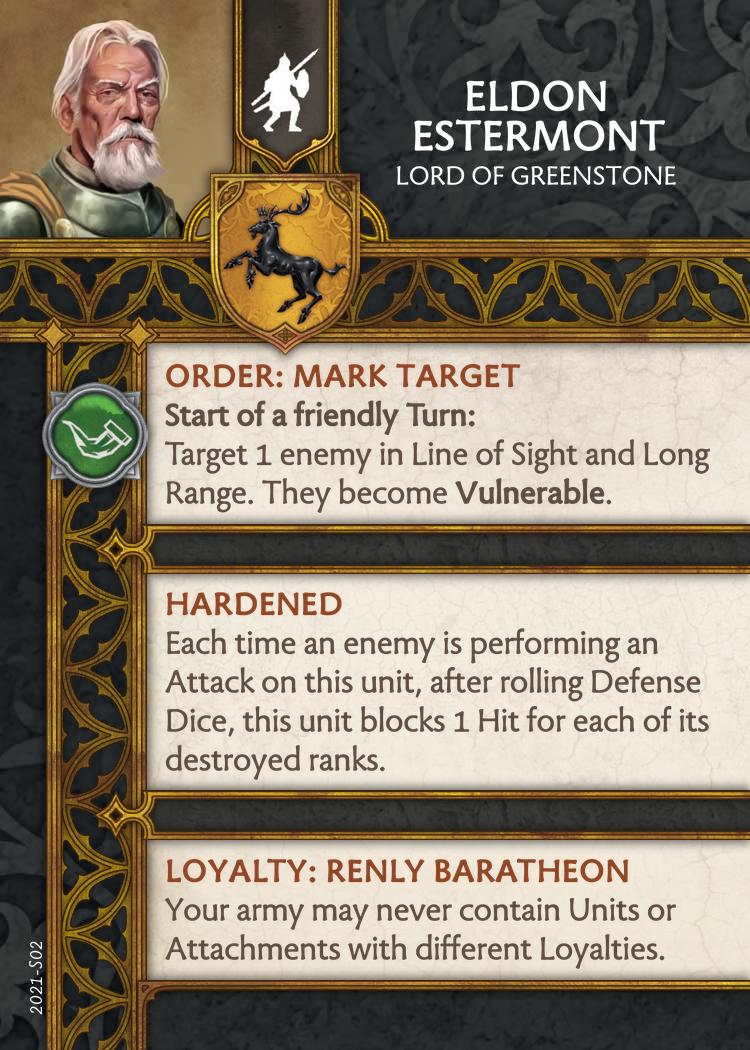 ELDON
ESTERMONT
LORD OF GREENSTONE
ORDER: MARK TARGET
Start of a friendly Turn:
Target 1 enemy in Line of Sight and Long
Range. They become Vulnerable.
HARDENED
Each time an enemy is performing an
Attack on this unit, after rolling Defense
Dice, this unit blocks 1 Hit for each of its
destroyed ranks.
LOYALTY: RENLY BARATHEON
Your army may never contain Units or
Attachments with different Loyalties.
2021-S02